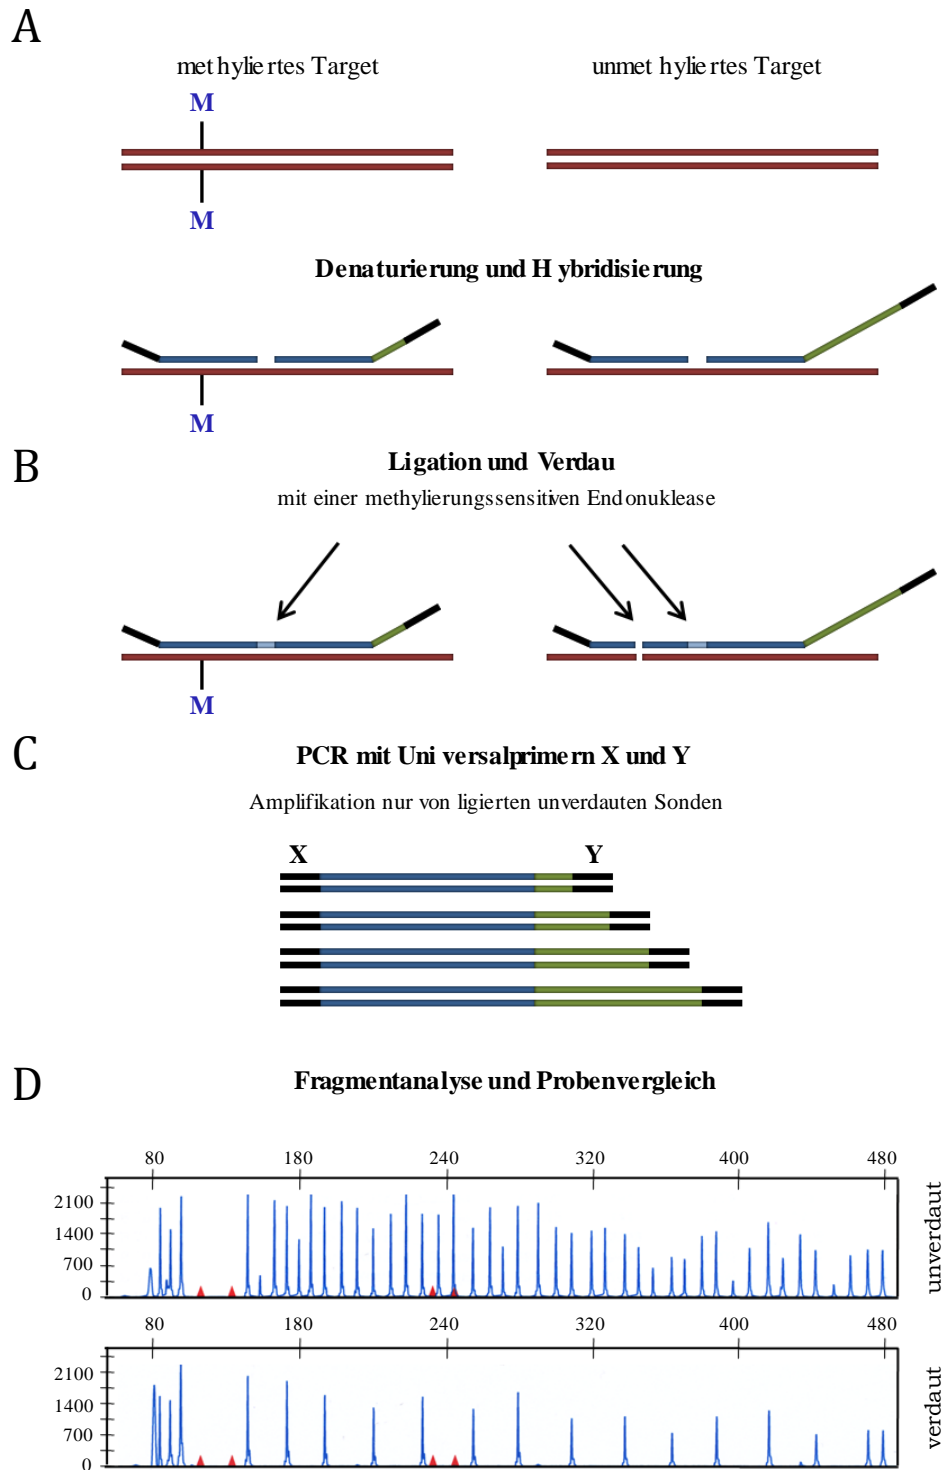 A
methyliertes Target
unmethyliertes Target
M
M
Denaturierung und Hybridisierung
M
B
Ligation und Verdau
mit einer methylierungssensitiven Endonuklease
M
C
PCR mit Universalprimern X und Y
Amplifikation nur von ligierten unverdauten Sonden
X Y
D
Fragmentanalyse und Probenvergleich
80 180 240 320 400 480
2100
1400
700
0
unverdaut
80 180 240 320 400 480
2100
1400
700
0
verdaut